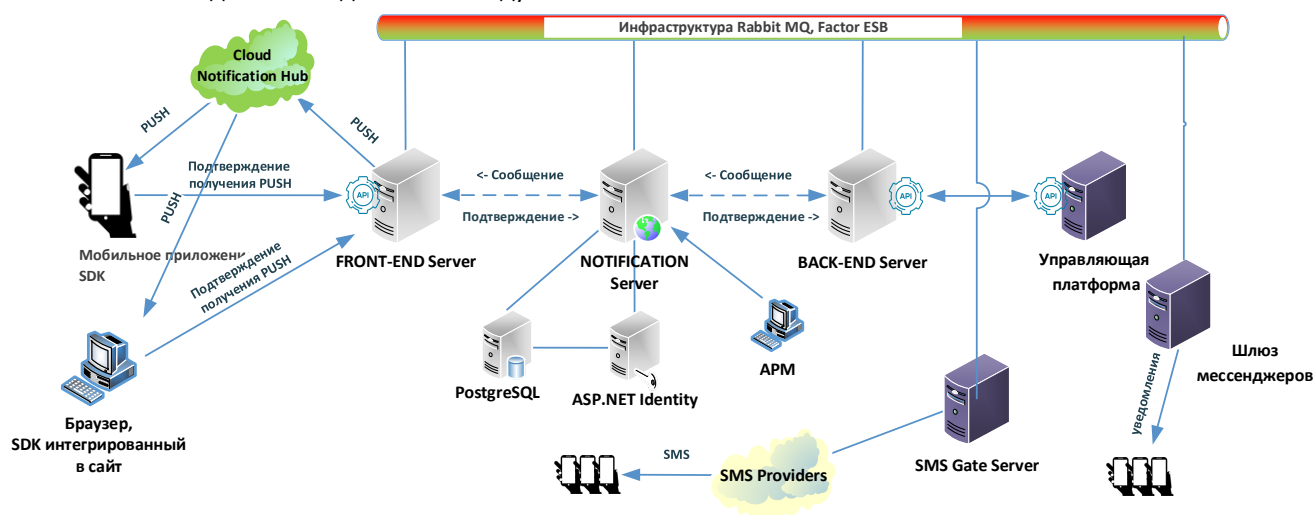 Инфраструктура Rabbit MQ, Factor ESB
Cloud
Notification Hub
PUSH
PUSH
PUSH
Подтверждение
получения PUSH
API
<- Сообщение
Подтверждение ->
<- Сообщение
Подтверждение ->
API
API
Мобильное приложени
SDK
Подтверждение
получения PUSH
FRONT-END Server
NOTIFICATION
Server
BACK-END Server
Управляющая
платформа
Шлюз
мессенджеров
уведомления
PostgreSQL
ASP.NET Identity
АРМ
Браузер,
SDK интегрированный
в сайт
SMS
SMS Providers
SMS Gate Server